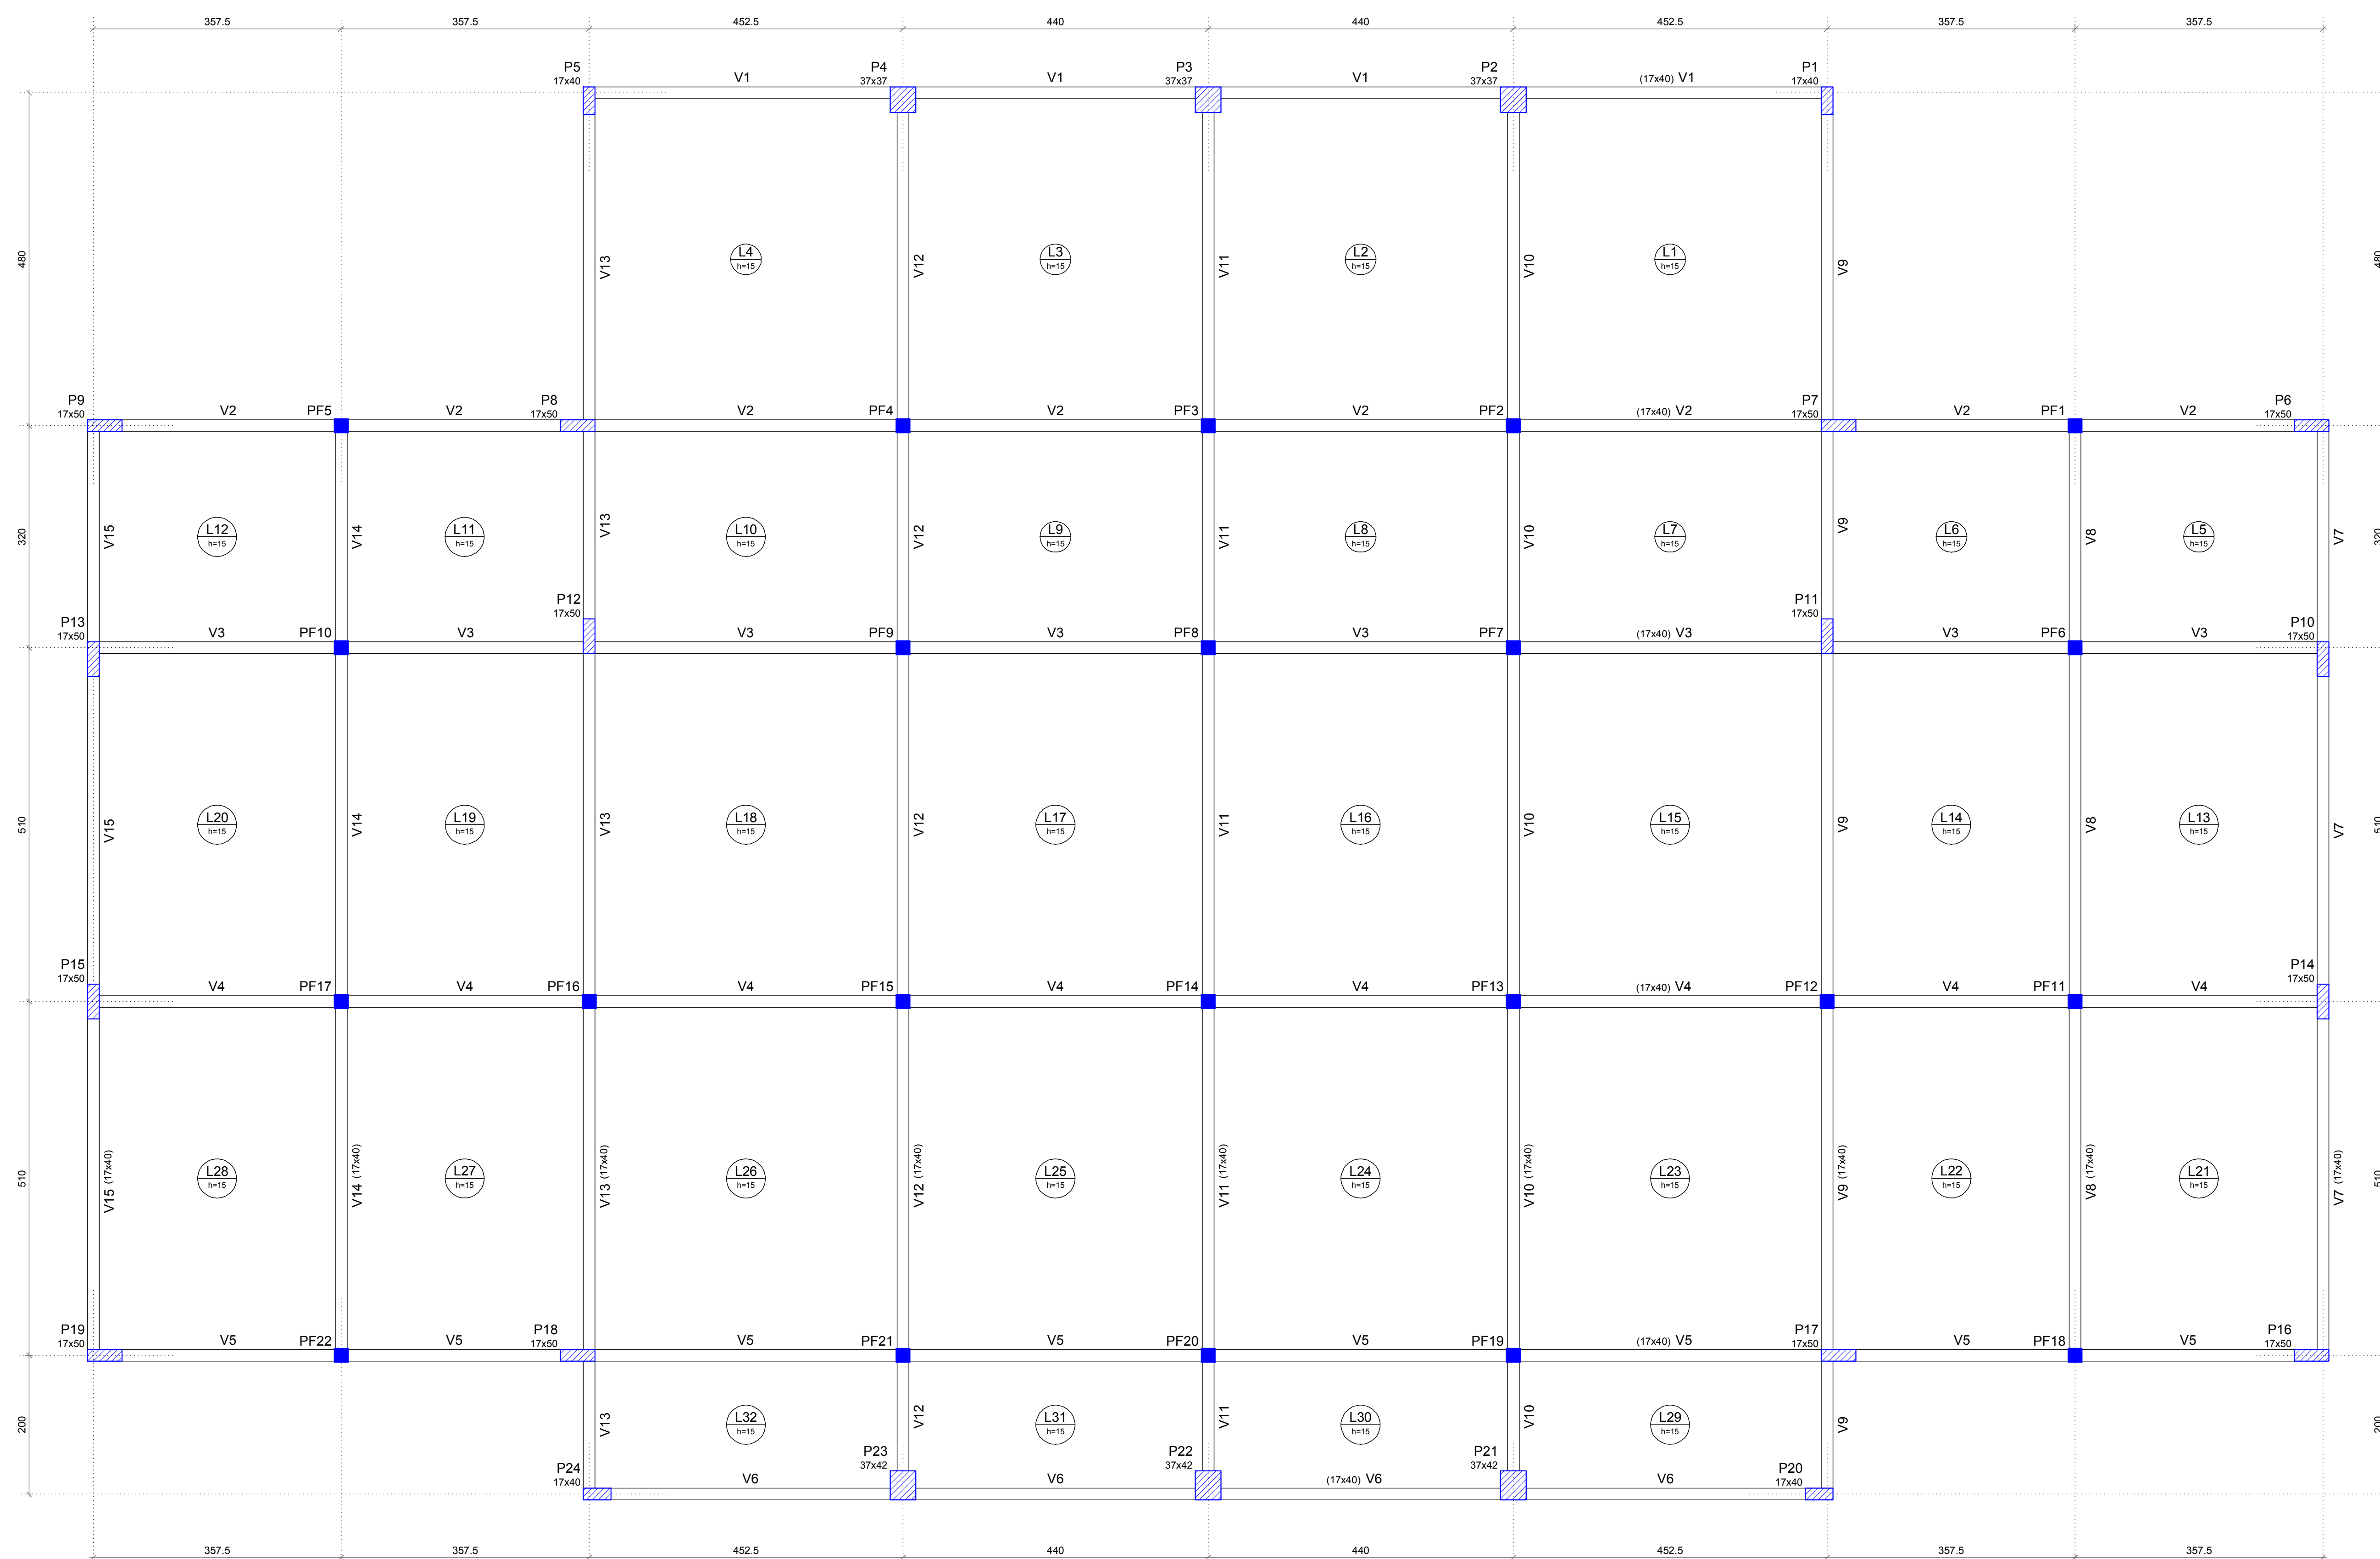 357.5 357.5 452.5 440 440 452.5 357.5 357.5
P5 P4 P3 P2 P1
17x40 V1 37x37 V1 37x37 V1 37x37 (17x40) V1 17x40
480 V13 L4 V12 L3 V11 L2 V10 L1 V9 480
h=15 h=15 h=15 h=15
P9 P8 P7 P6
17x50 V2 PF5 V2 17x50 V2 PF4 V2 PF3 V2 PF2 (17x40) V2 17x50 V2 PF1 V2 17x50
320 V15 L12 V14 L11 V13 L10 V12 L9 V11 L8 V10 L7 V9 L6 V8 L5 V7 320
h=15 h=15 h=15 h=15 h=15 h=15 h=15 h=15
P12 P11
17x50 17x50
P13 P10
17x50 V3 PF10 V3 V3 PF9 V3 PF8 V3 PF7 (17x40) V3 V3 PF6 V3 17x50
510 V15 L20 V14 L19 V13 L18 V12 L17 V11 L16 V10 L15 V9 L14 V8 L13 V7 510
h=15 h=15 h=15 h=15 h=15 h=15 h=15 h=15
P15 P14
17x50 17x50
V4 PF17 V4 PF16 V4 PF15 V4 PF14 V4 PF13 (17x40) V4 PF12 V4 PF11 V4
510 V15 (17x40) L28 V14 (17x40) L27 V13 (17x40) L26 V12 (17x40) L25 V11 (17x40) L24 V10 (17x40) L23 V9 (17x40) L22 V8 (17x40) L21 V7 (17x40) 510
h=15 h=15 h=15 h=15 h=15 h=15 h=15 h=15
P19 P18 P17 P16
17x50 V5 PF22 V5 17x50 V5 PF21 V5 PF20 V5 PF19 (17x40) V5 17x50 V5 PF18 V5 17x50
200 V13 L32 V12 L31 V11 L30 V10 L29 V9 200
h=15 h=15 h=15 h=15
P23 P22 P21
37x42 37x42 37x42
P24 P20
17x40 V6 V6 (17x40) V6 V6 17x40
357.5 357.5 452.5 440 440 452.5 357.5 357.5